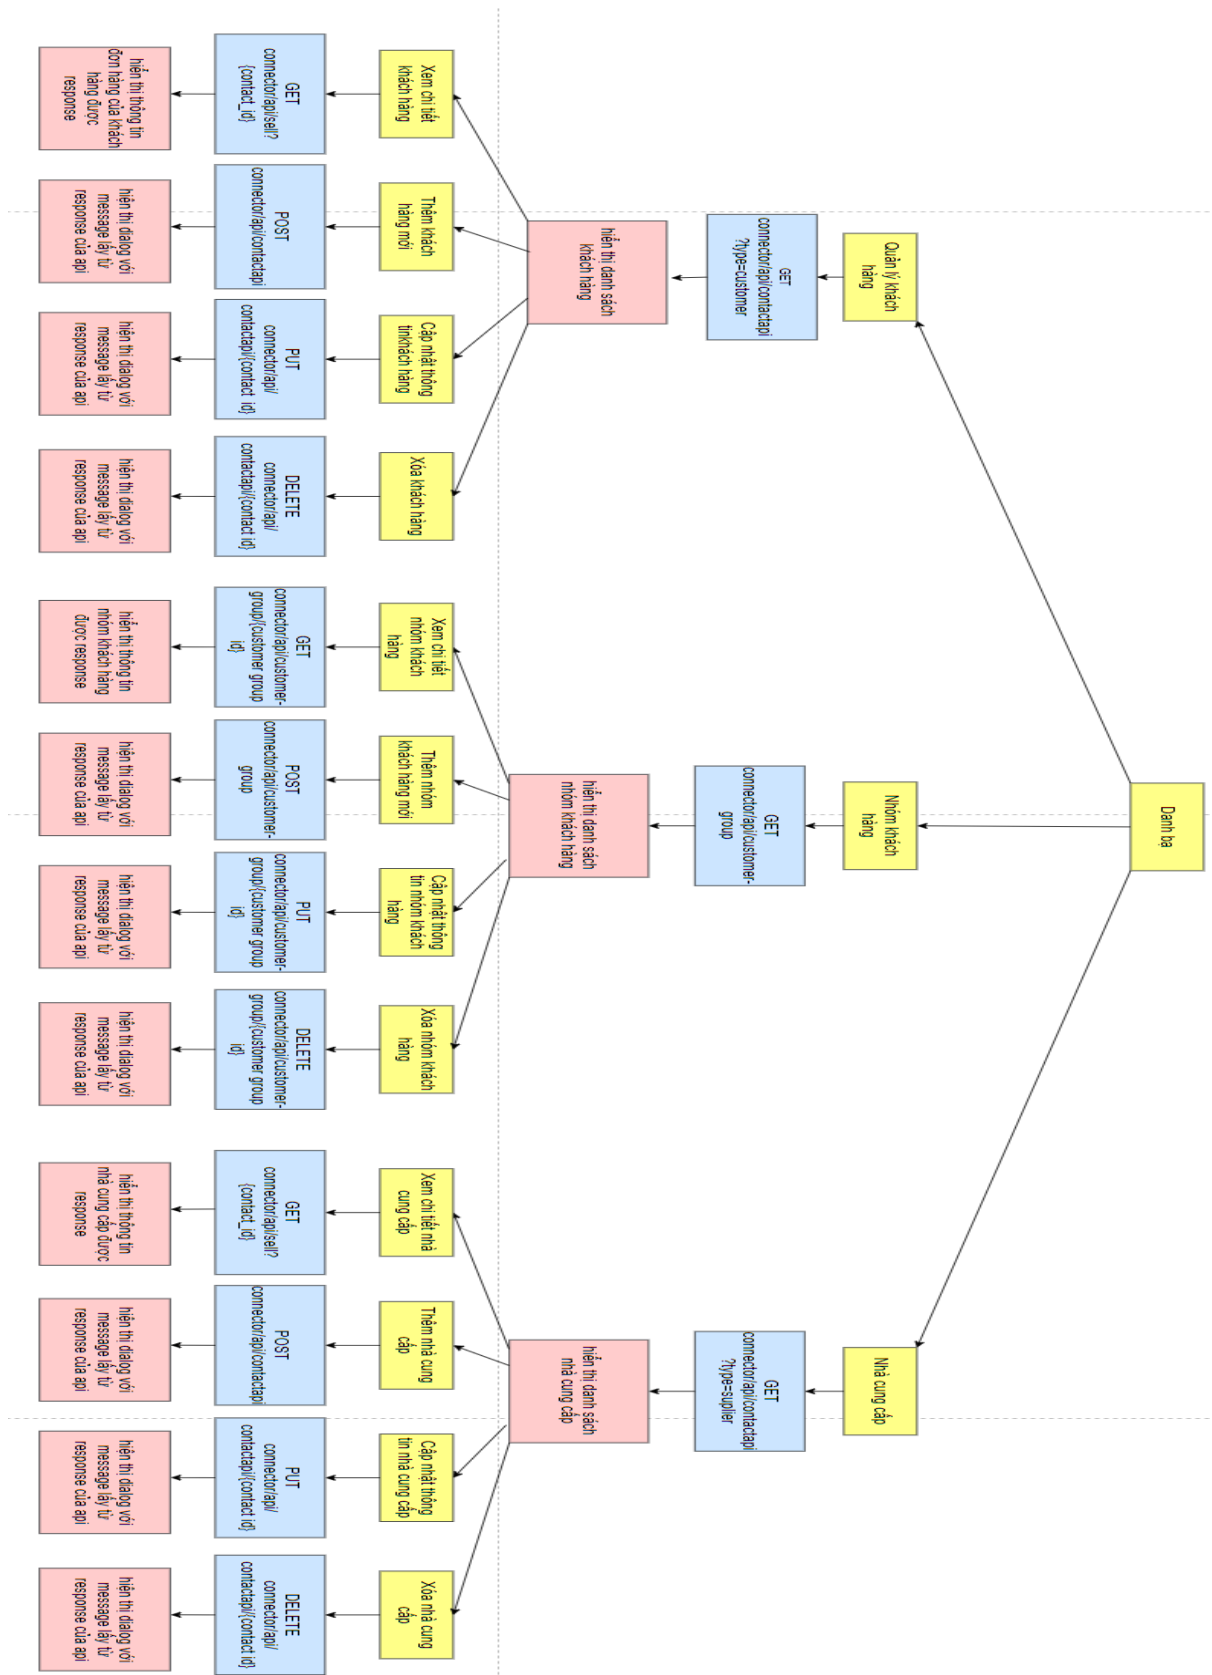 Danh bạ
Quản lý khách
hàng
Nhóm khách
hàng
Nhà cung cấp
GET
connector/api/contactapi
?type=customer
GET
connector/api/customer-
group
GET
connector/api/contactapi
?type=suplier
hiển thị danh sách
khách hàng
hiển thị danh sách
nhóm khách hàng
hiển thị danh sách
nhà cung cấp
Xem chi tiết
khách hàng
Thêm khách
hàng mới
Cập nhật thông
tinkhách hàng
Xóa khách hàng
Xem chi tiết
nhóm khách
hàng
Thêm nhóm
khách hàng mới
Cập nhật thông
tin nhóm khách
hàng
Xóa nhóm khách
hàng
Xem chi tiết nhà
cung cấp
Thêm nhà cung
cấp
Cập nhật thông
tin nhà cung cấp
Xóa nhà cung
cấp
GET
connector/api/sell?
{contact_id}
POST
connector/api/contactapi
PUT
connector/api/
contactapi/{contact id}
DELETE
connector/api/
contactapi/{contact id}
GET
connector/api/customer-
group/{customer group
id}
POST
connector/api/customer-
group
PUT
connector/api/customer-
group/{customer group
id}
DELETE
connector/api/customer-
group/{customer group
id}
GET
connector/api/sell?
{contact_id}
POST
connector/api/contactapi
PUT
connector/api/
contactapi/{contact id}
DELETE
connector/api/
contactapi/{contact id}
hiển thị thông tin
đơn hàng của khách
hàng được
response
hiển thị dialog với
message lấy từ
response của api
hiển thị dialog với
message lấy từ
response của api
hiển thị dialog với
message lấy từ
response của api
hiển thị thông tin
nhóm khách hàng
được response
hiển thị dialog với
message lấy từ
response của api
hiển thị dialog với
message lấy từ
response của api
hiển thị dialog với
message lấy từ
response của api
hiển thị thông tin
nhà cung cấp được
response
hiển thị dialog với
message lấy từ
response của api
hiển thị dialog với
message lấy từ
response của api
hiển thị dialog với
message lấy từ
response của api